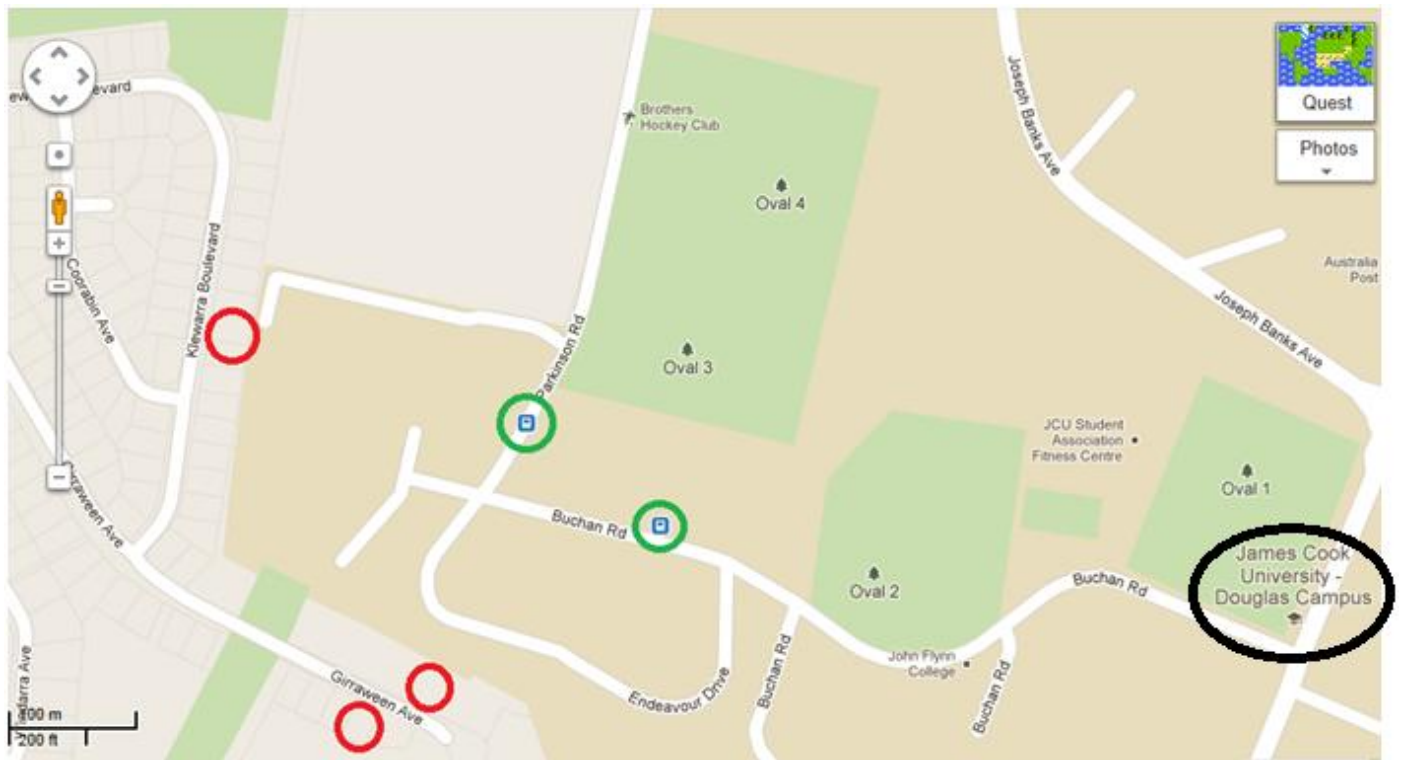 evard
Brothers
Hockey Club
Joseph Banks Ave
Quest
Photos
Oval 4
Klewarra Boulevard
Coorabin Ave
Australia
Post
Joseph Banks Ave
Parkinson Rd
Oval 3
JCU Student
Association
Fitness Centre
Oval 1
Girraween Ave
Buchan Rd
James Cook
University -
Douglas Campus
Buchan Rd
Oval 2
John Flynn
College
Girraween Ave
Endeavour Drive
Buchan Rd
Buchan Rd
200 ft